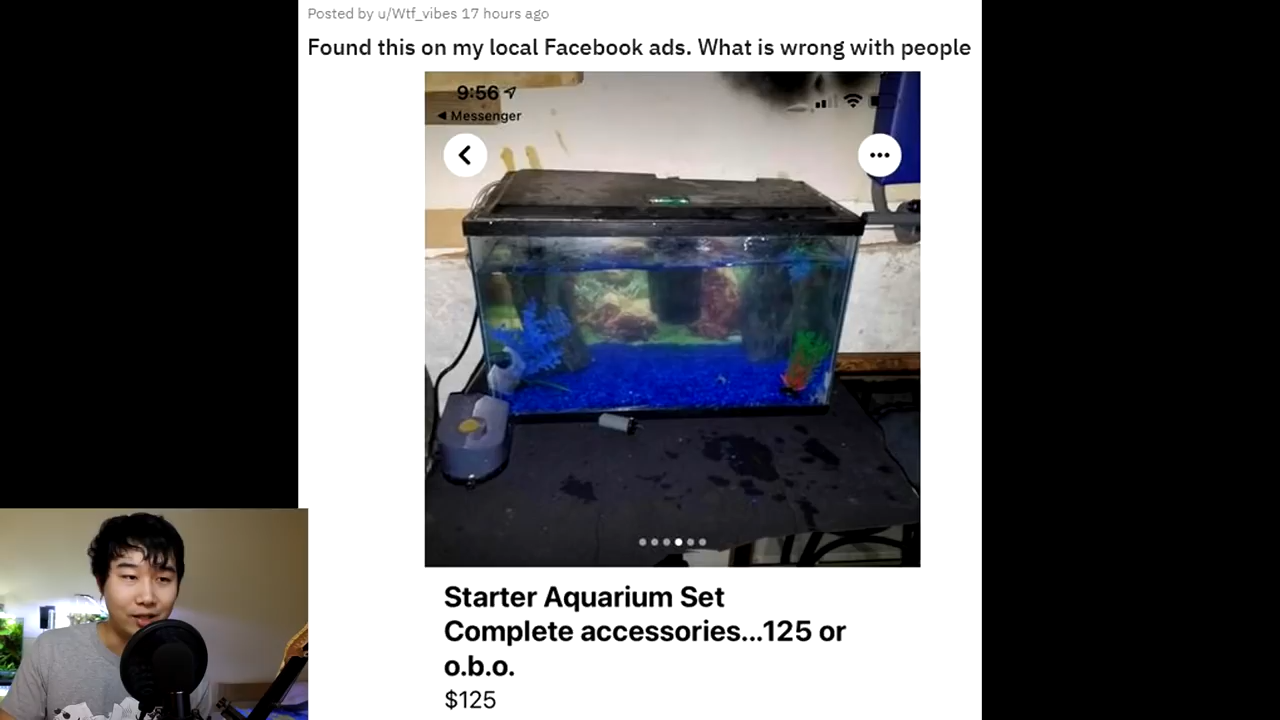 Posted by u/Wtf_vibes 17 hours ago
Found this on my local Facebook ads. What is wrong with people
9:56
Messenger
Starter Aquarium Set
Complete accessories...125 or
o.b.o.
$125